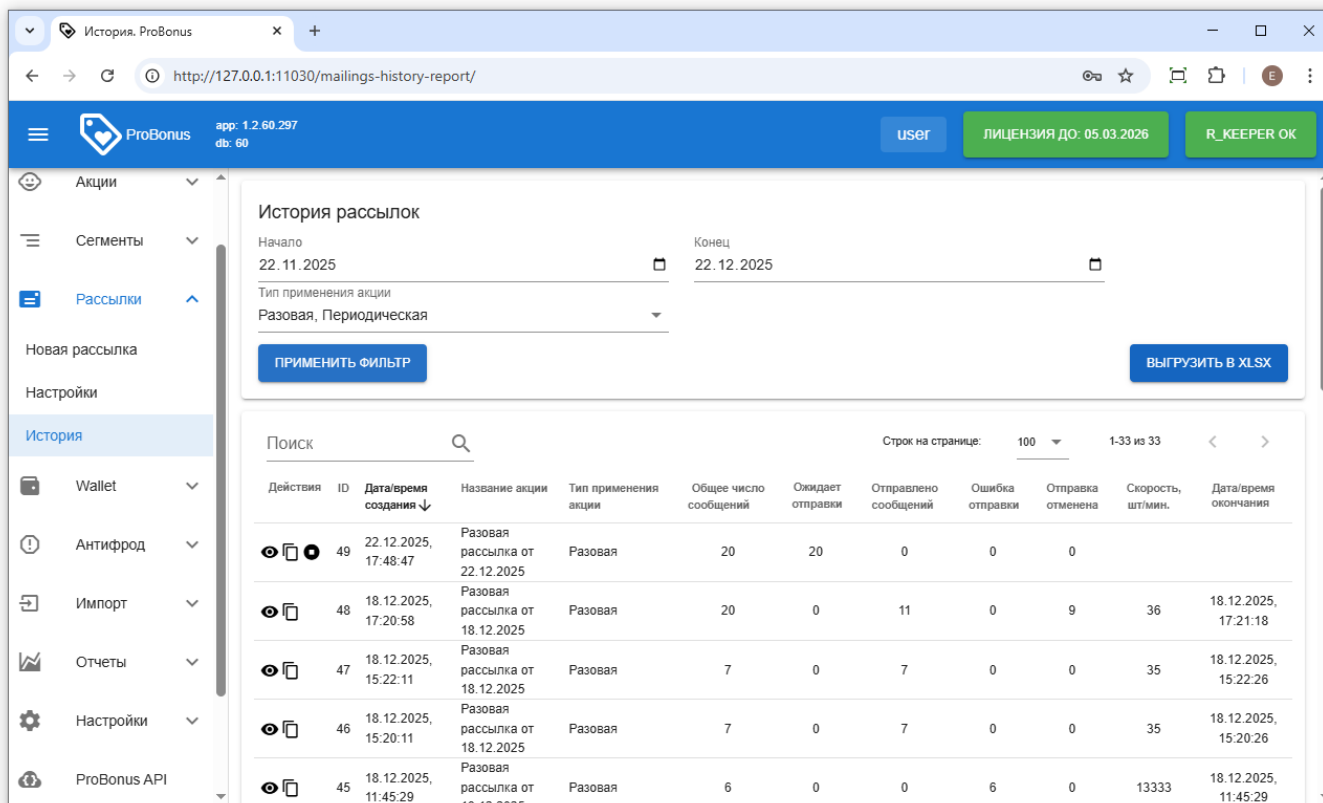 История. ProBonus
http://127.0.0.1:11030/mailings-history-report/
E
ProBonus
app: 1.2.60.297
db: 60
user
ЛИЦЕНЗИЯ ДО: 05.03.2026
R_KEEPER ОК
Акции
Сегменты
Рассылки
Новая рассылка
Настройки
История
Wallet
Антифрод
Импорт
Отчеты
Настройки
ProBonus API
История рассылок
Начало
22.11.2025
Конец
22.12.2025
Тип применения акции
Разовая, Периодическая
ПРИМЕНИТЬ ФИЛЬТР
ВЫГРУЗИТЬ В XLSX
Поиск
Строк на странице: 100 1-33 из 33
Действия ID Дата/время создания Название акции Тип применения акции Общее число сообщений Ожидает отправки Отправлено сообщений Ошибка отправки Отправка отменена Скорость, шт/мин. Дата/время окончания
49 22.12.2025, 17:48:47 Разовая рассылка от 22.12.2025 Разовая 20 20 0 0 0
48 18.12.2025, 17:20:58 Разовая рассылка от 18.12.2025 Разовая 20 0 11 0 9 36 18.12.2025, 17:21:18
47 18.12.2025, 15:22:11 Разовая рассылка от 18.12.2025 Разовая 7 0 7 0 0 35 18.12.2025, 15:22:26
46 18.12.2025, 15:20:11 Разовая рассылка от 18.12.2025 Разовая 7 0 7 0 0 35 18.12.2025, 15:20:26
45 18.12.2025, 11:45:29 Разовая рассылка от Разовая 6 0 0 6 0 13333 18.12.2025, 11:45:29